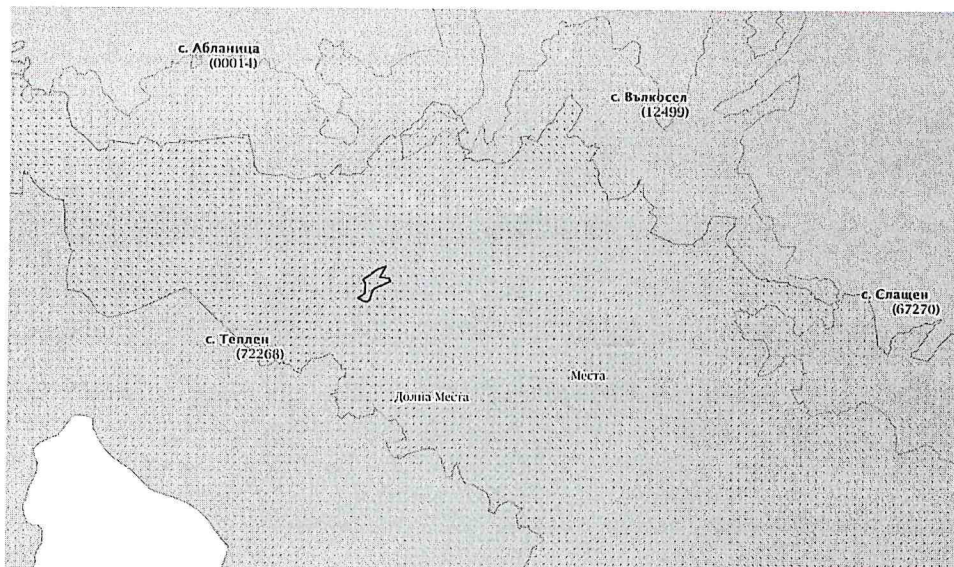 с. Абланица
(00014)
с. Вълкосел
(12499)
с. Слащен
(67270)
с. Теплен
(72268)
Места
Долна Места